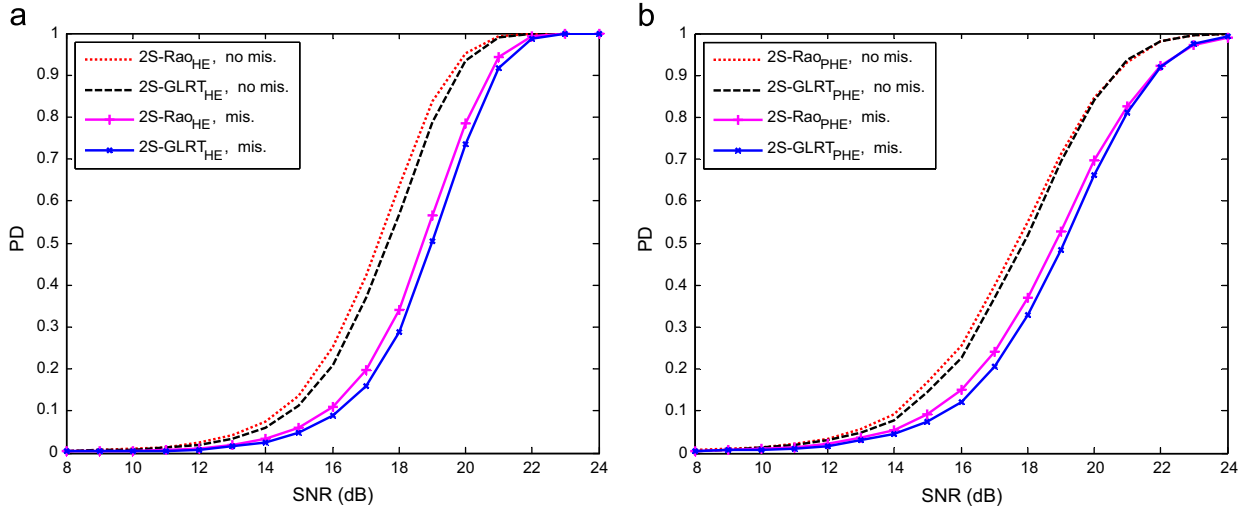 a
1
0.9
0.8
0.7
0.6
0.5
0.4
0.3
0.2
0.1
0
PD
8 10 12 14 16 18 20 22 24
SNR (dB)
2S-Rao_HE, no mis.
2S-GLRT_HE, no mis.
2S-Rao_HE, mis.
2S-GLRT_HE, mis.
b
1
0.9
0.8
0.7
0.6
0.5
0.4
0.3
0.2
0.1
0
PD
8 10 12 14 16 18 20 22 24
SNR (dB)
2S-Rao_PHE, no mis.
2S-GLRT_PHE, no mis.
2S-Rao_PHE, mis.
2S-GLRT_PHE, mis.